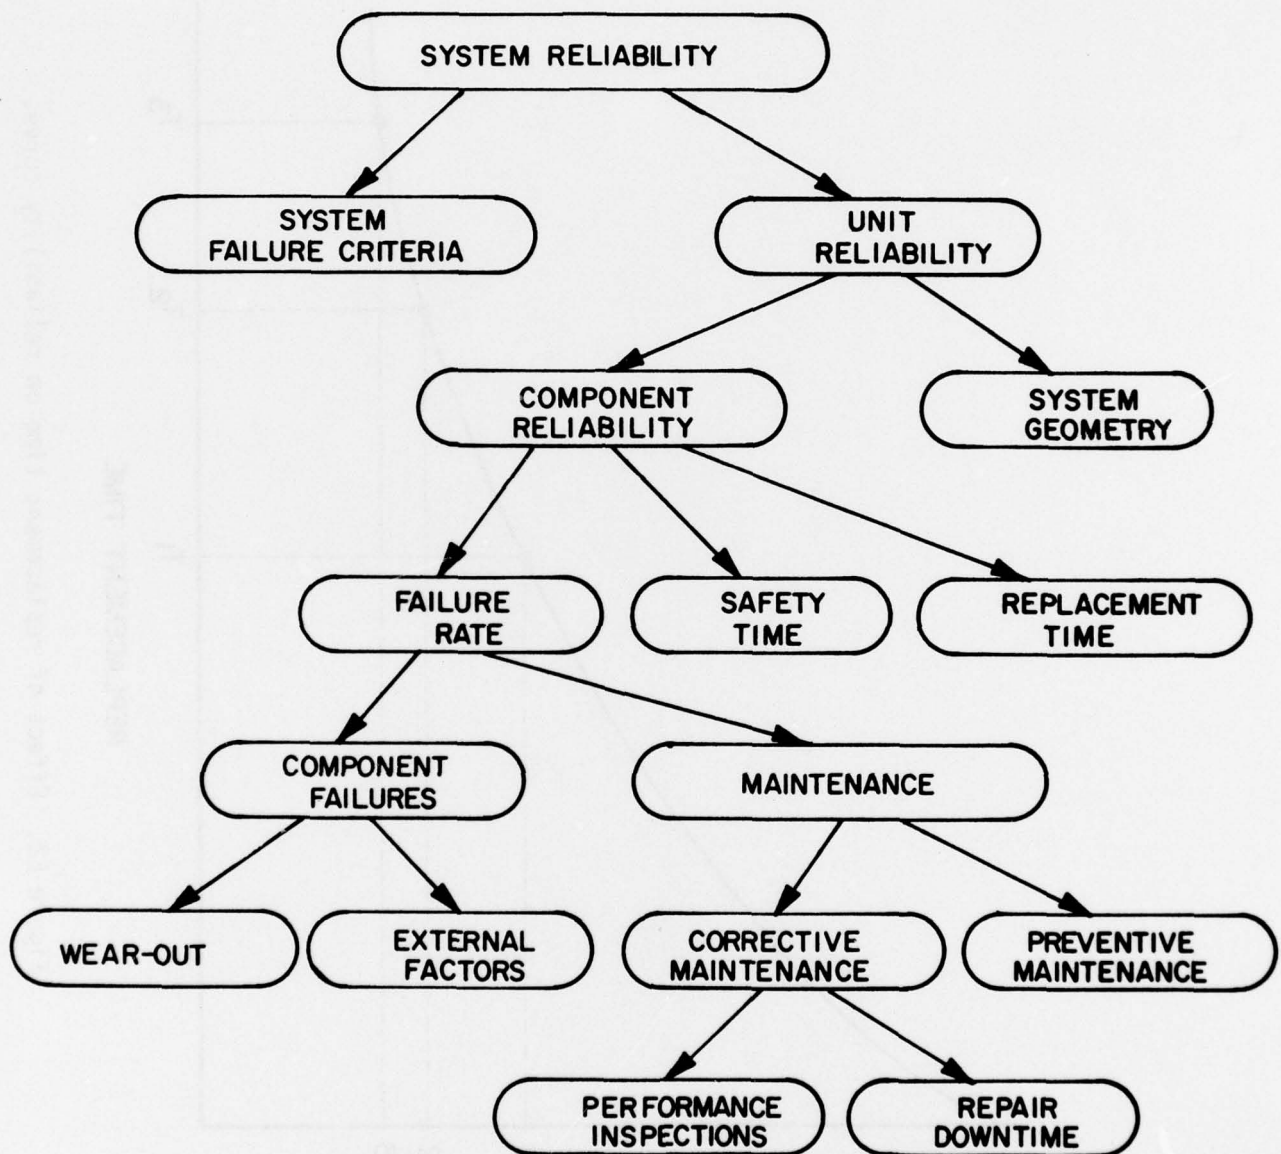 SYSTEM RELIABILITY
SYSTEM
FAILURE CRITERIA
UNIT
RELIABILITY
COMPONENT
RELIABILITY
SYSTEM
GEOMETRY
FAILURE
RATE
SAFETY
TIME
REPLACEMENT
TIME
COMPONENT
FAILURES
MAINTENANCE
WEAR-OUT
EXTERNAL
FACTORS
CORRECTIVE
MAINTENANCE
PREVENTIVE
MAINTENANCE
PERFORMANCE
INSPECTIONS
REPAIR
DOWNTIME